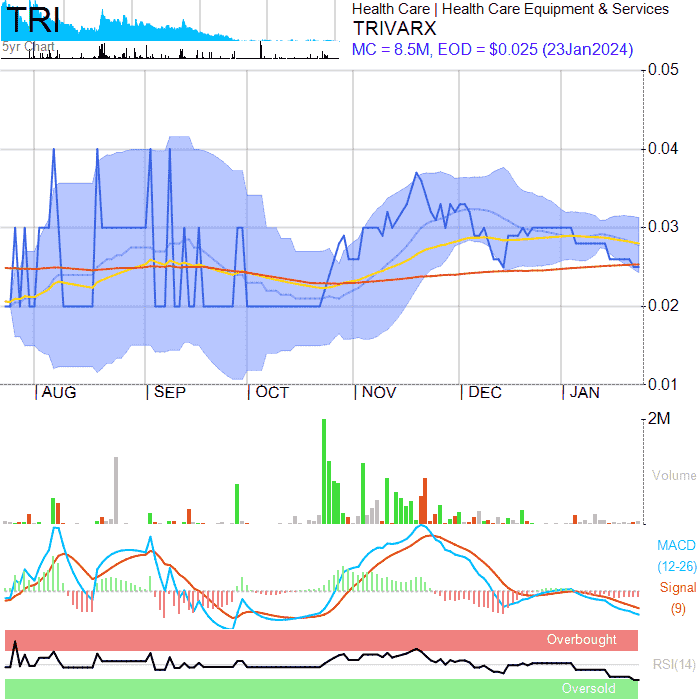 TRI
5yr Chart
Health Care | Health Care Equipment & Services
TRIVARX
MC = 8.5M, EOD = $0.025 (23Jan2024)
0.05
0.04
0.03
0.02
0.01
AUG
SEP
OCT
NOV
DEC
JAN
2M
Volume
MACD
(12-26)
Signal
(9)
Overbought
RSI(14)
Oversold